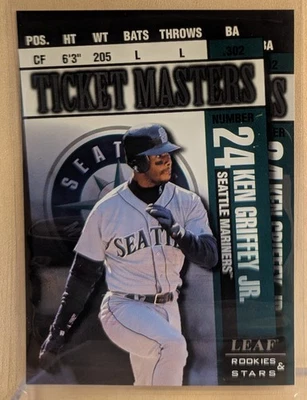 POS. HT WT BATS THROWS BA
CF 6'3" 205 L L .302
TICKET MASTERS
NUMBER
24
KEN GRIFFEY JR.
SEATTLE MARINERS
SEATTLE
LEAF
ROOKIES &
STARS